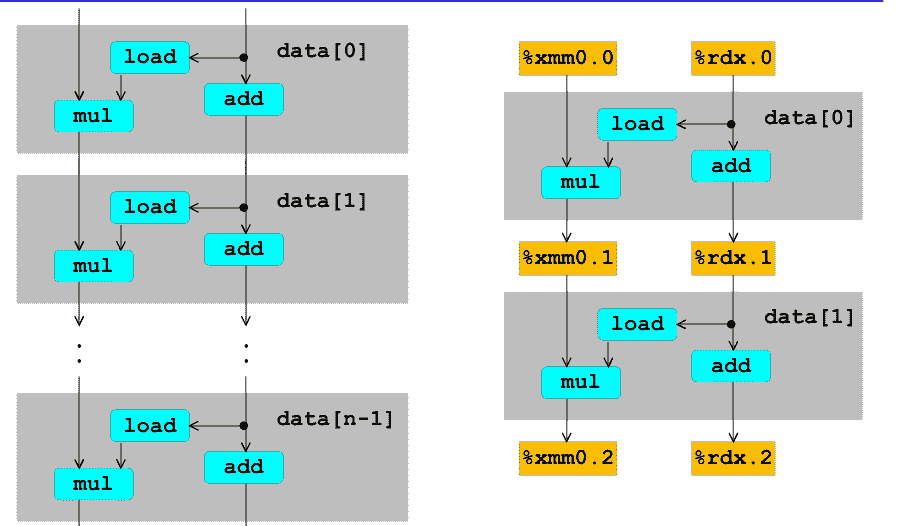 data[0]
load
add
mul
data[1]
load
add
mul
:
:
data[n-1]
load
add
mul
%xmm0.0
%rdx.0
data[0]
load
add
mul
%xmm0.1
%rdx.1
data[1]
load
add
mul
%xmm0.2
%rdx.2